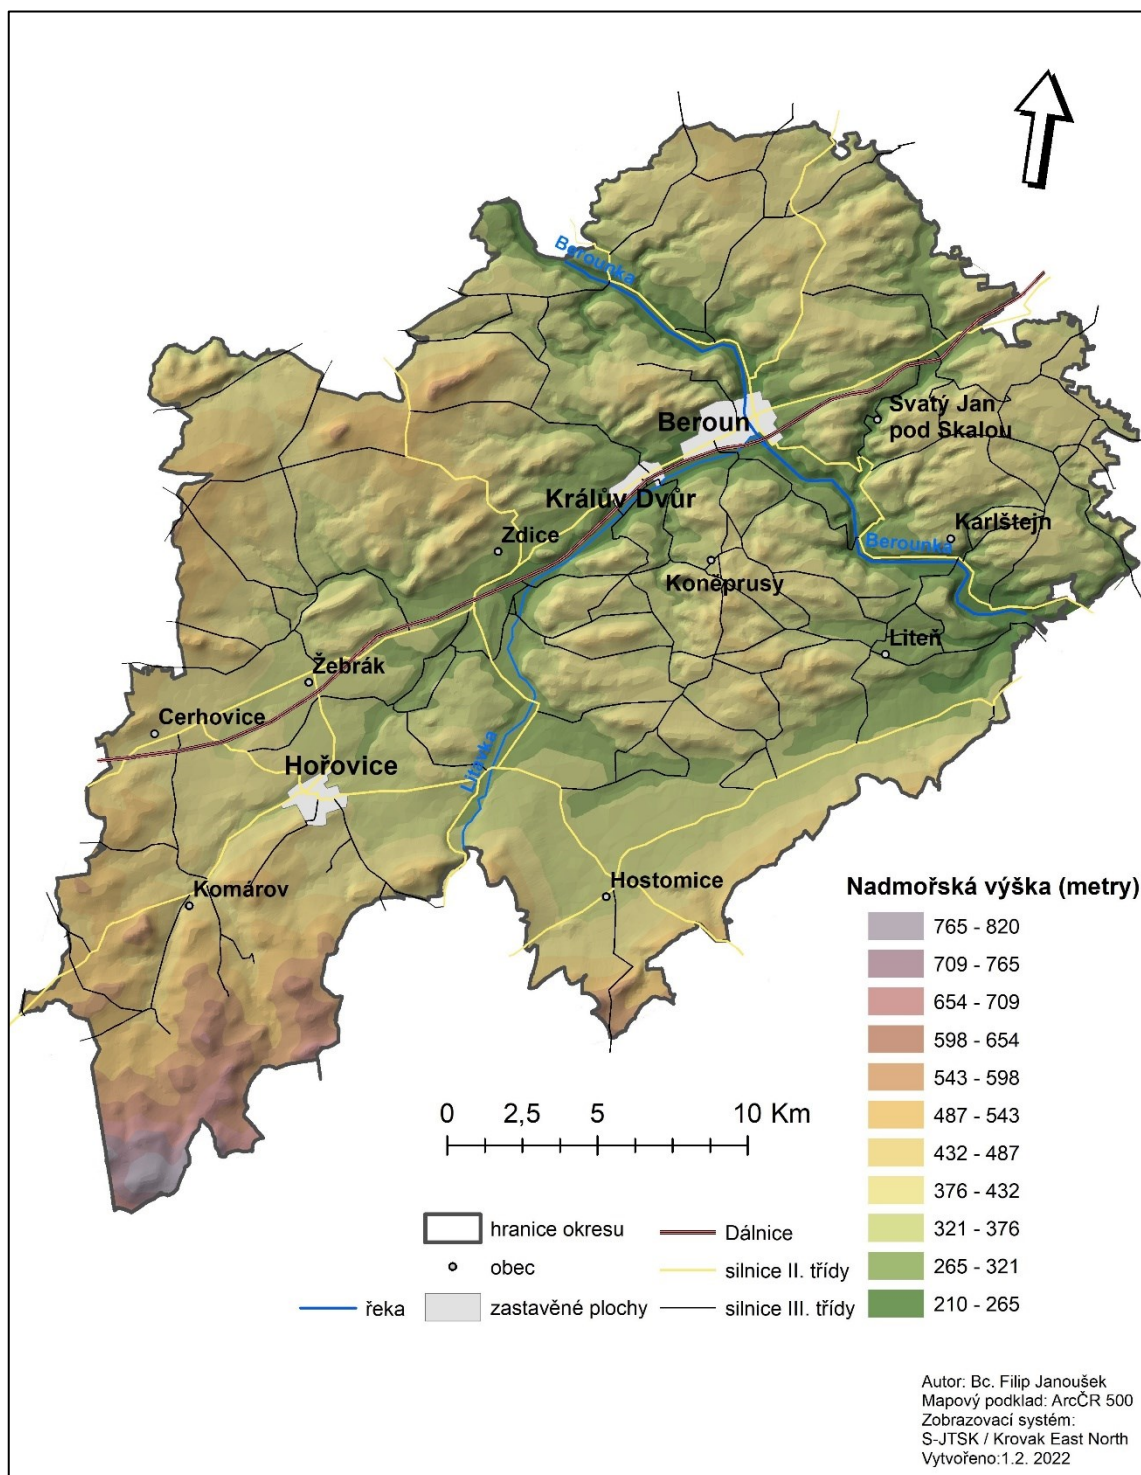 Berounka
Beroun
Svatý Jan
pod Skalou
Králův Dvůr
Zdice
Karlštejn
Berounka
Koněprusy
Liteň
Žebrák
Cerhovice
Litavka
Hořovice
Komárov
Hostomice
Nadmořská výška (metry)
765 - 820
709 - 765
654 - 709
598 - 654
543 - 598
487 - 543
432 - 487
376 - 432
321 - 376
265 - 321
210 - 265
0 2,5 5 10 Km
hranice okresu
Dálnice
obec
silnice II. třídy
řeka
zastavěné plochy
silnice III. třídy
Autor: Bc. Filip Janoušek
Mapový podklad: ArcČR 500
Zobrazovací systém:
S-JTSK / Krovak East North
Vytvořeno:1.2. 2022